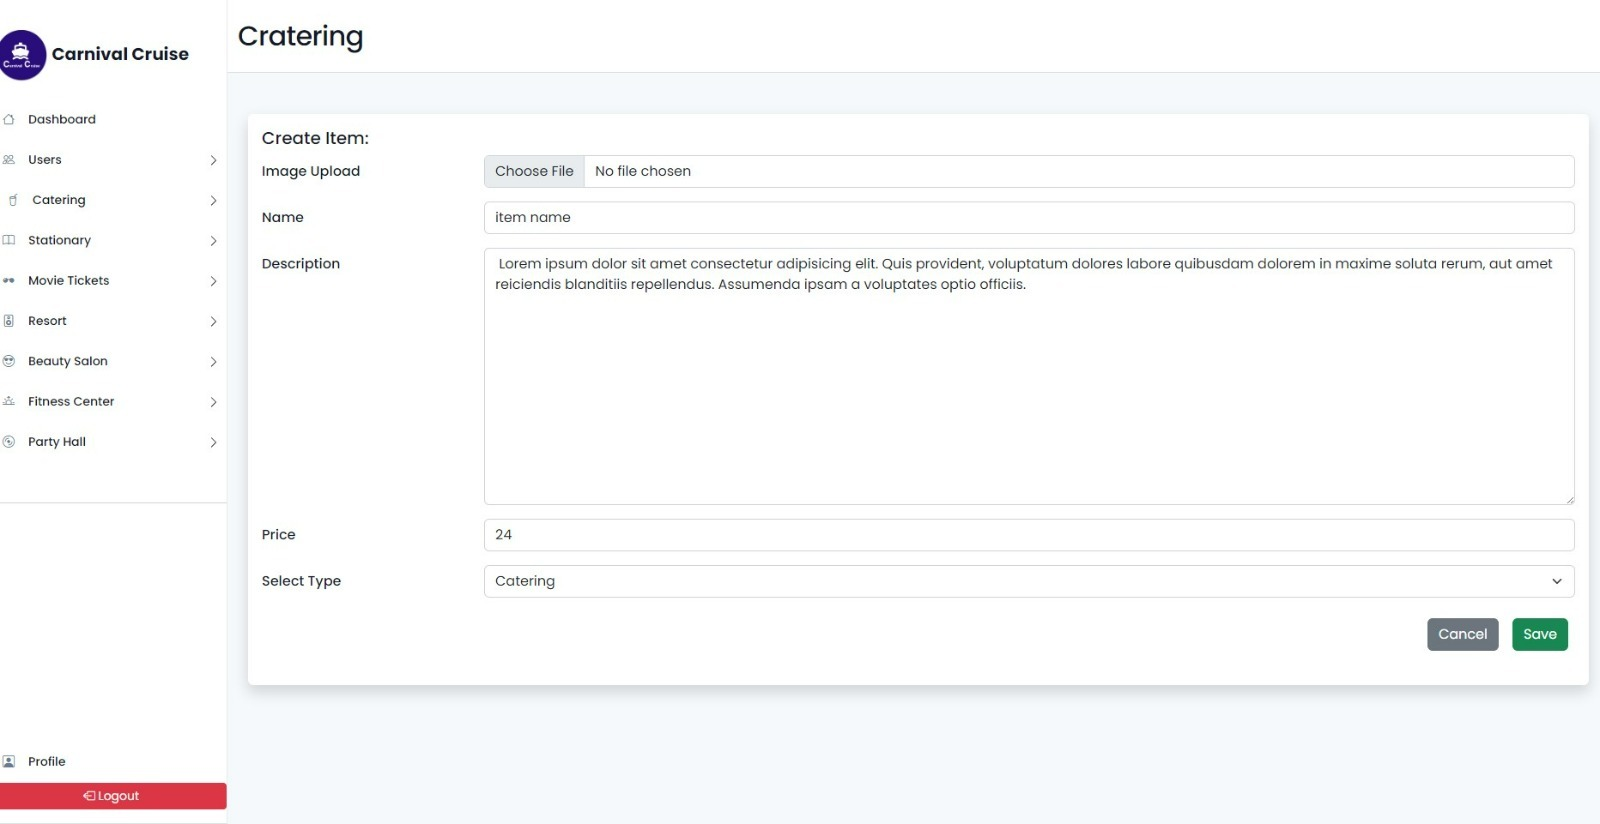 Cratering
Carnival Cruise
Carnival Cruise
Dashboard
Users
Catering
Stationary
Movie Tickets
Resort
Beauty Salon
Fitness Center
Party Hall
Profile
Logout
Create Item:
Image Upload Choose File No file chosen
Name item name
Description Lorem ipsum dolor sit amet consectetur adipisicing elit. Quis provident, voluptatum dolores labore quibusdam dolorem in maxime soluta rerum, aut amet
reiciendis blanditiis repellendus. Assumenda ipsam a voluptates optio officiis.
Price 24
Select Type Catering
Cancel Save